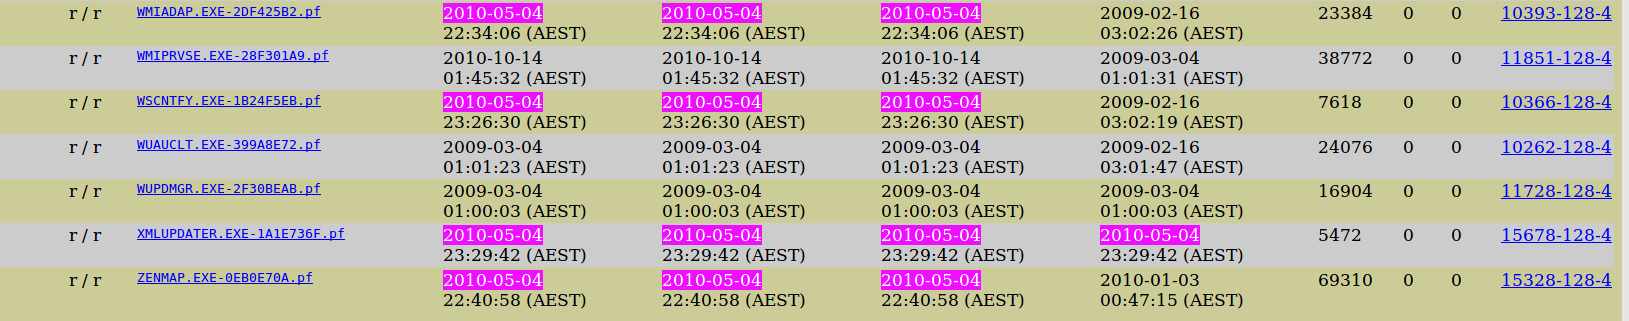 r / r WMIADAP.EXE-2DF425B2.pf 2010-05-04 2010-05-04 2010-05-04 2009-02-16 23384 0 0 10393-128-4
22:34:06 (AEST) 22:34:06 (AEST) 22:34:06 (AEST) 03:02:26 (AEST)
r / r WMIPRVSE.EXE-28F301A9.pf 2010-10-14 2010-10-14 2010-10-14 2009-03-04 38772 0 0 11851-128-4
01:45:32 (AEST) 01:45:32 (AEST) 01:45:32 (AEST) 01:01:31 (AEST)
r / r WSCNTFY.EXE-1B24F5EB.pf 2010-05-04 2010-05-04 2010-05-04 2009-02-16 7618 0 0 10366-128-4
23:26:30 (AEST) 23:26:30 (AEST) 23:26:30 (AEST) 03:02:19 (AEST)
r / r WUAUCLT.EXE-399A8E72.pf 2009-03-04 2009-03-04 2009-03-04 2009-02-16 24076 0 0 10262-128-4
01:01:23 (AEST) 01:01:23 (AEST) 01:01:23 (AEST) 03:01:47 (AEST)
r / r WUPDMGR.EXE-2F30BEAB.pf 2009-03-04 2009-03-04 2009-03-04 2009-03-04 16904 0 0 11728-128-4
01:00:03 (AEST) 01:00:03 (AEST) 01:00:03 (AEST) 01:00:03 (AEST)
r / r XMLUPDATER.EXE-1A1E736F.pf 2010-05-04 2010-05-04 2010-05-04 2010-05-04 5472 0 0 15678-128-4
23:29:42 (AEST) 23:29:42 (AEST) 23:29:42 (AEST) 23:29:42 (AEST)
r / r ZENMAP.EXE-0EB0E70A.pf 2010-05-04 2010-05-04 2010-05-04 2010-01-03 69310 0 0 15328-128-4
22:40:58 (AEST) 22:40:58 (AEST) 22:40:58 (AEST) 00:47:15 (AEST)